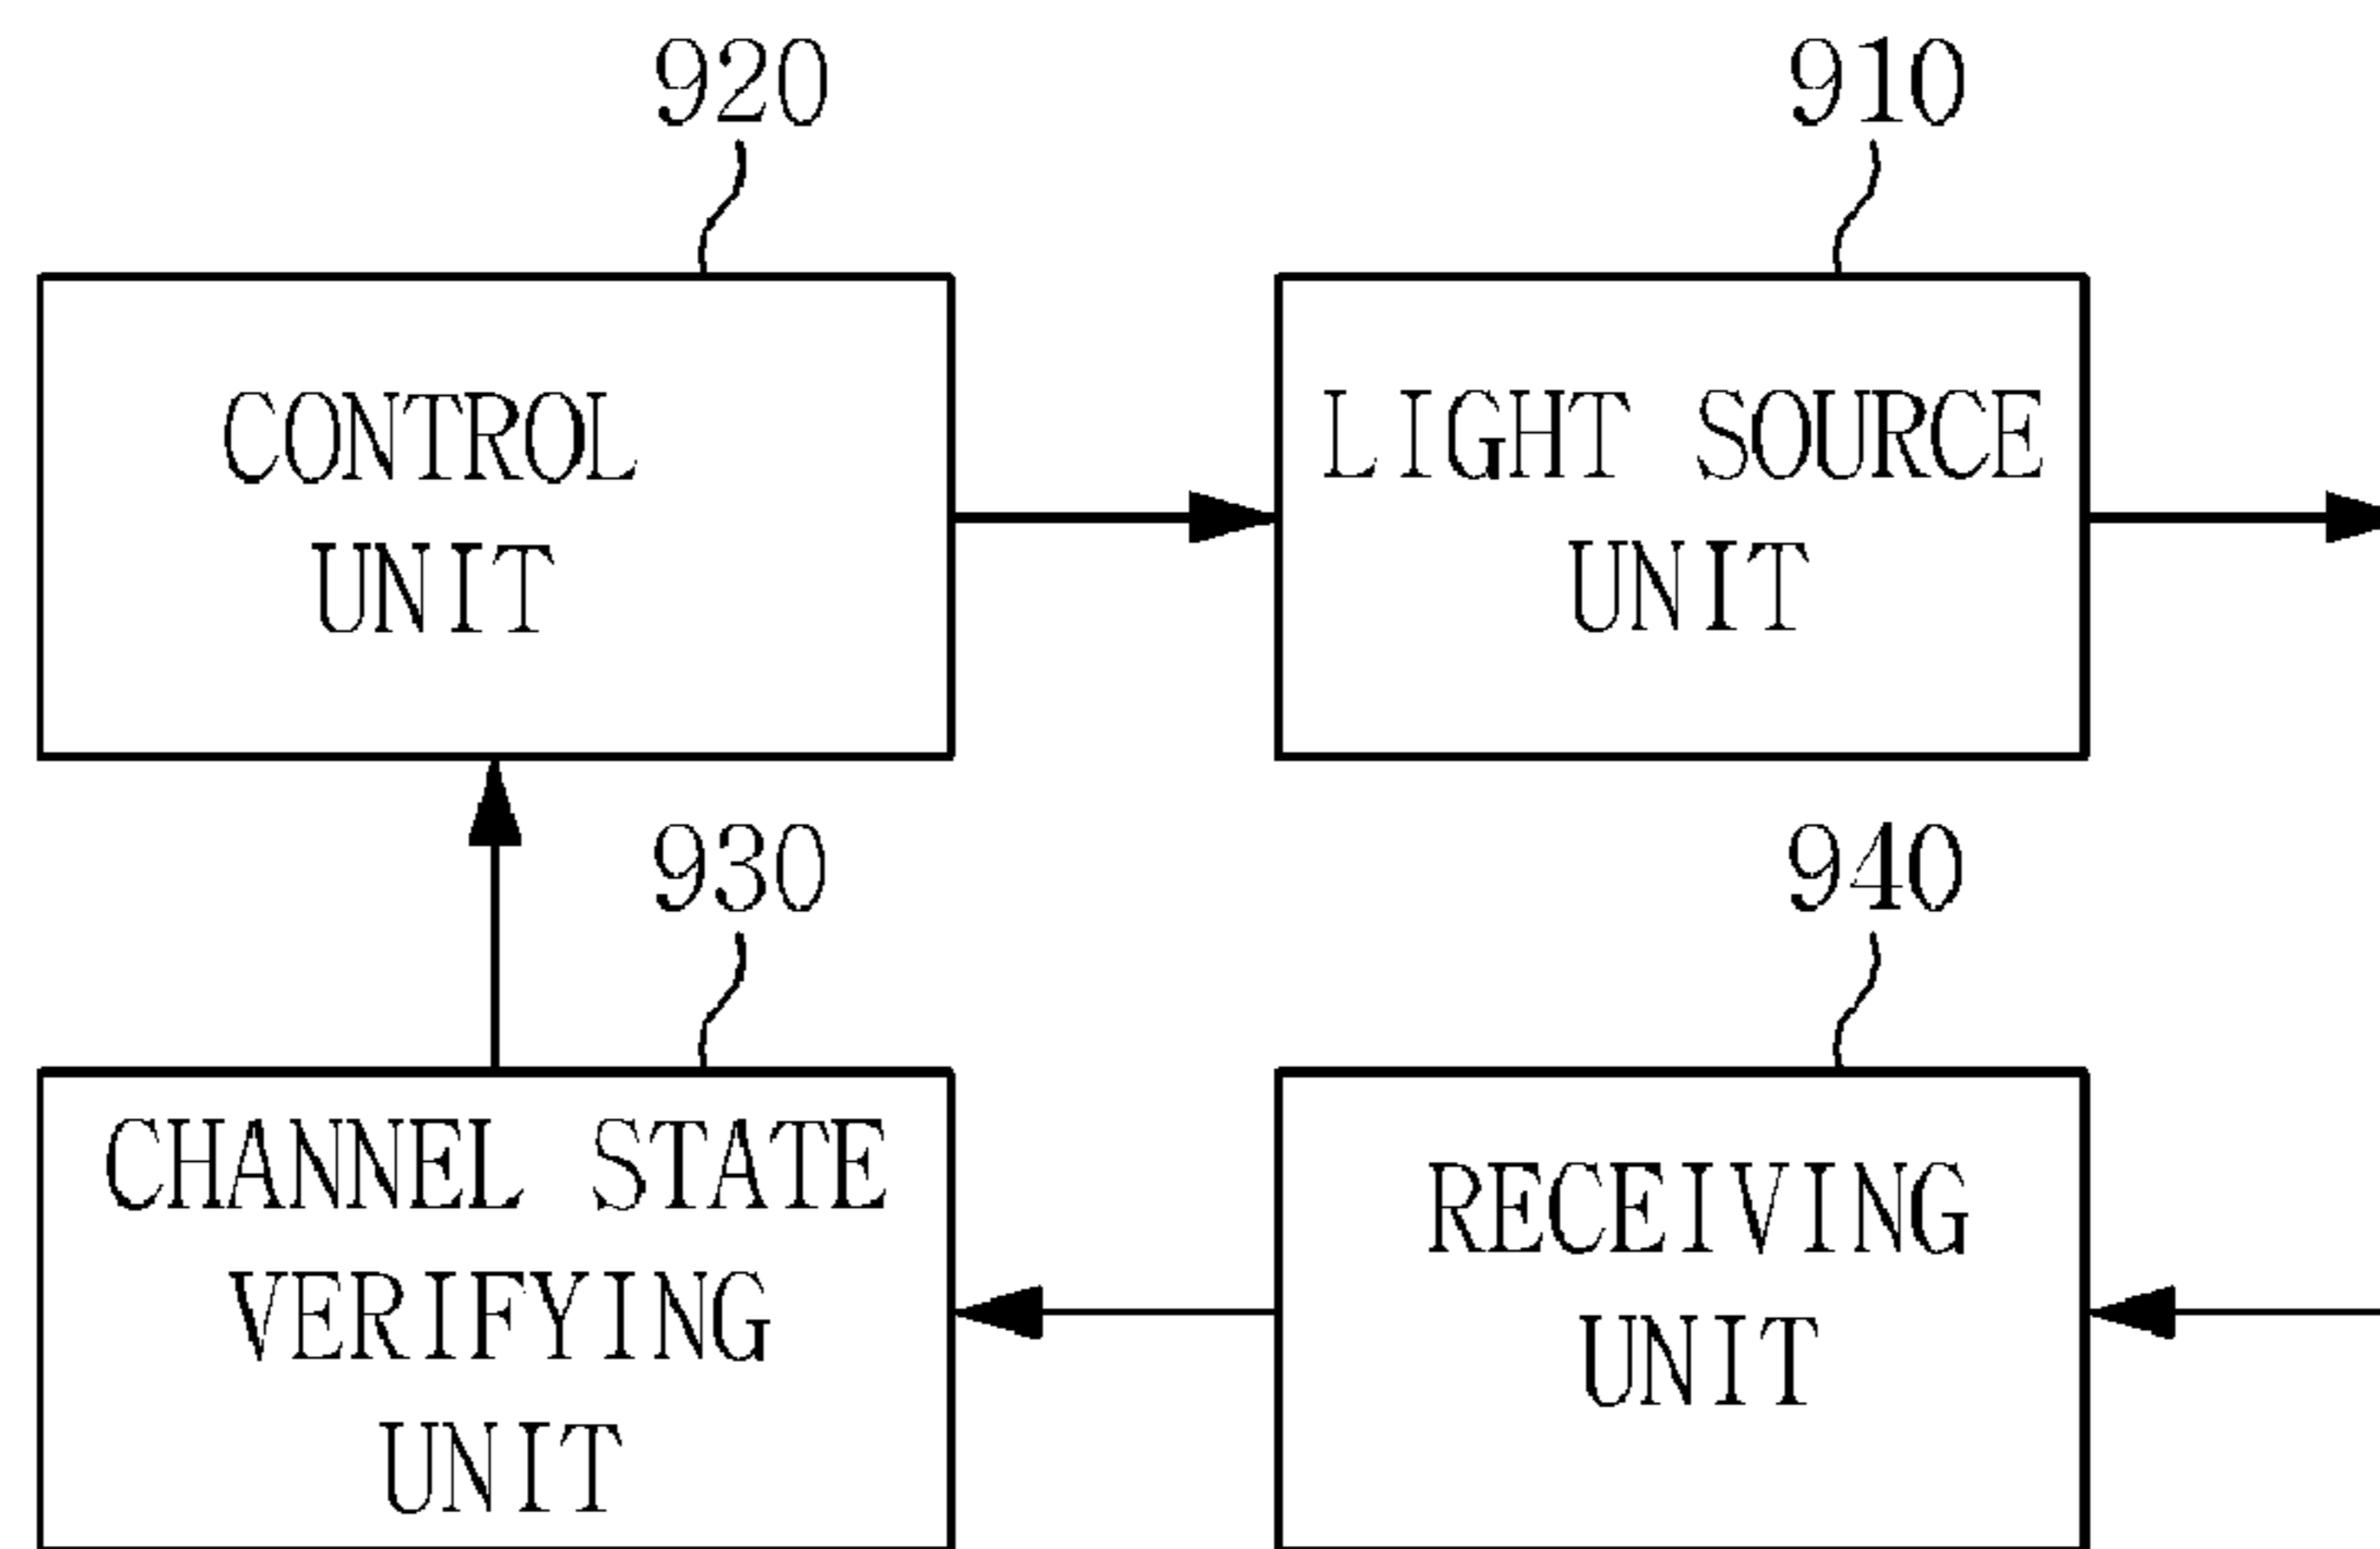 920
910
CONTROL
UNIT
LIGHT SOURCE
UNIT
930
940
CHANNEL STATE
VERIFYING
UNIT
RECEIVING
UNIT